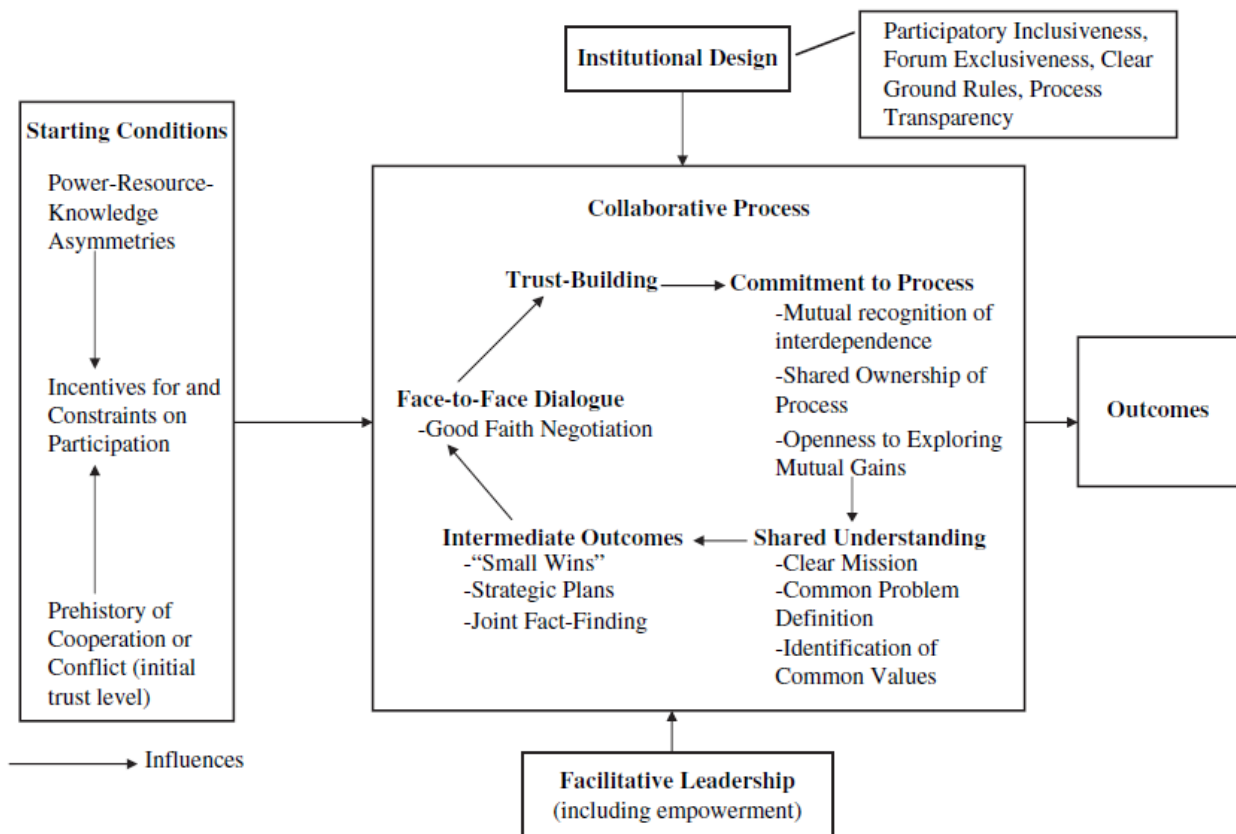 Institutional Design
Participatory Inclusiveness,
Forum Exclusiveness, Clear
Ground Rules, Process
Transparency
Starting Conditions
Power-Resource-
Knowledge
Asymmetries
Incentives for and
Constraints on
Participation
Prehistory of
Cooperation or
Conflict (initial
trust level)
Collaborative Process
Trust-Building
Commitment to Process
-Mutual recognition of
interdependence
-Shared Ownership of
Process
-Openness to Exploring
Mutual Gains
Face-to-Face Dialogue
-Good Faith Negotiation
Intermediate Outcomes
-“Small Wins”
-Strategic Plans
-Joint Fact-Finding
Shared Understanding
-Clear Mission
-Common Problem
Definition
-Identification of
Common Values
Outcomes
Influences
Facilitative Leadership
(including empowerment)